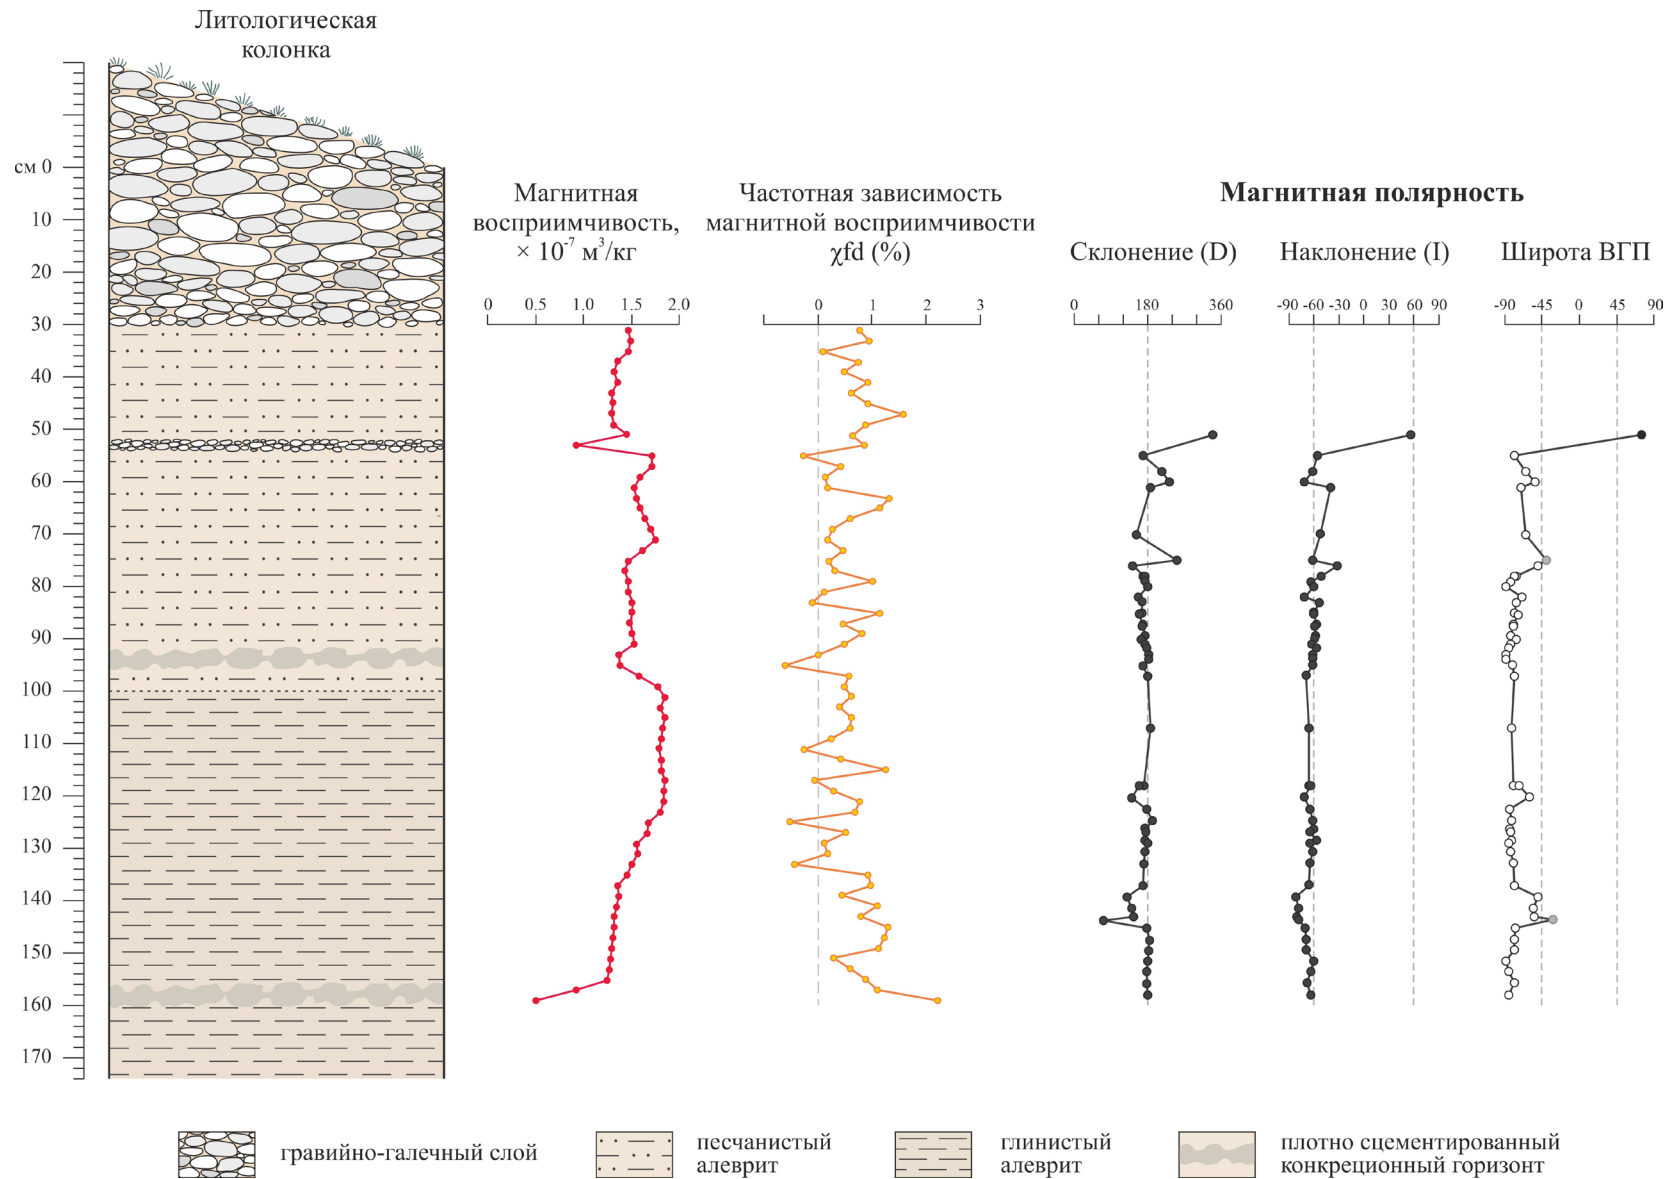 Литологическая
колонка
см 0
10
20
30
40
50
60
70
80
90
100
110
120
130
140
150
160
170
Магнитная
восприимчивость,
× 10⁻⁷ м³/кг
0 0.5 1.0 1.5 2.0
Частотная зависимость
магнитной восприимчивости
χfd (%)
0 1 2 3
Магнитная полярность
Склонение (D)
0 180 360
Наклонение (I)
-90 -60 -30 0 30 60 90
Широта ВГП
-90 -45 0 45 90
гравийно-галечный слой
песчанистый
алеврит
глинистый
алеврит
плотно сцементированный
конкреционный горизонт